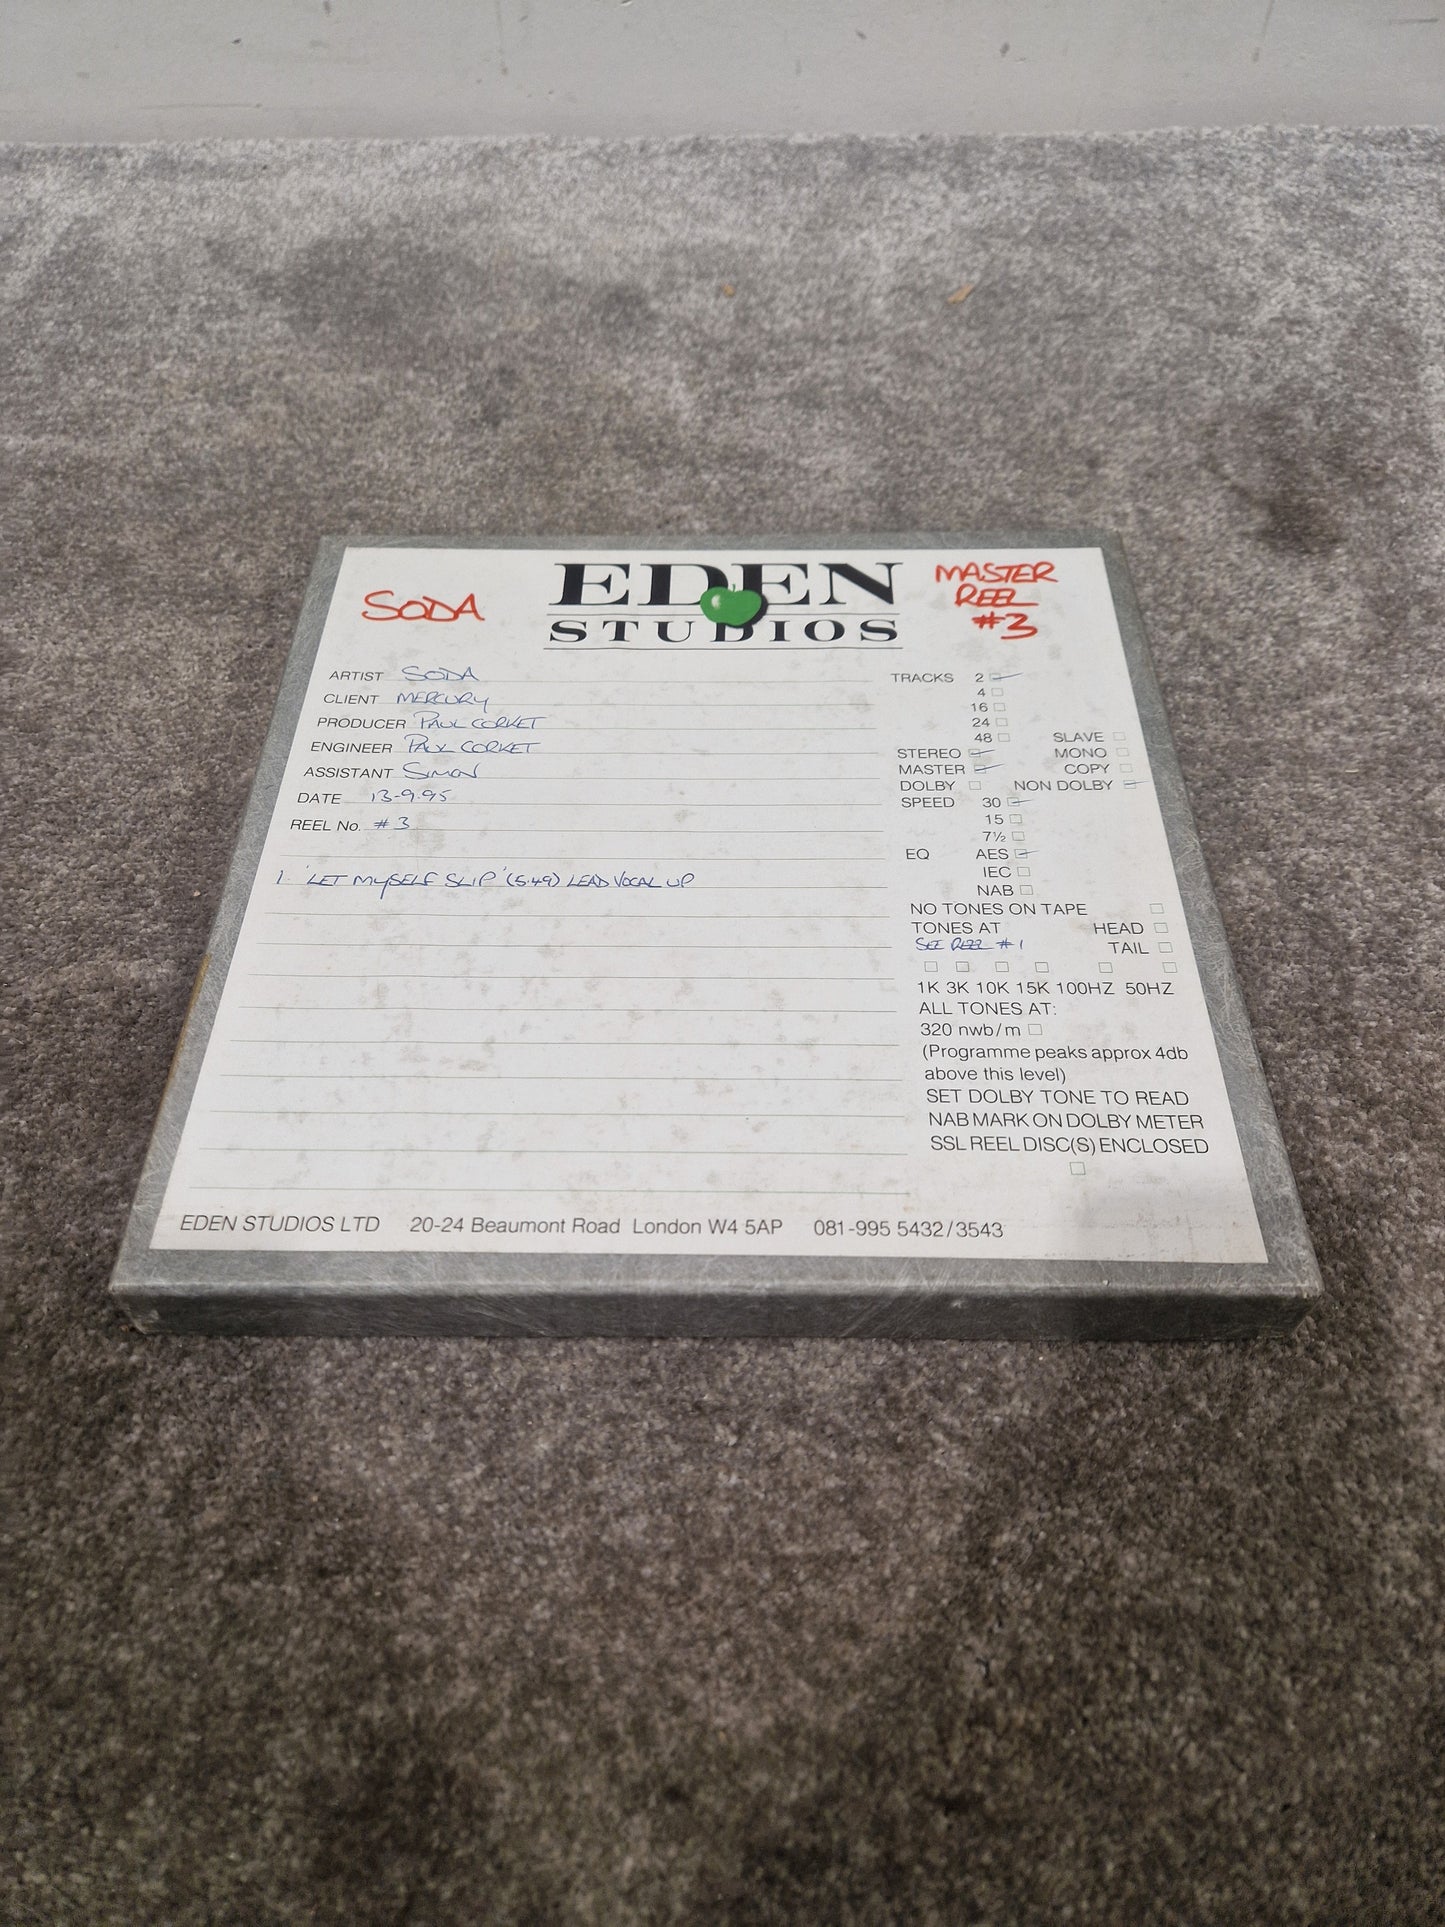 SODA
EDEN
STUDIOS
MASTER
REEL
#3
ARTIST SODA
CLIENT MERCURY
PRODUCER PAUL CORKET
ENGINEER PAUL CORKET
ASSISTANT SIMON
DATE 13-9-95
REEL No. #3
1. 'LET MYSELF SLIP' (5.49) LEAD VOCAL UP
TRACKS 2
4
16
24
48 SLAVE
STEREO MONO
MASTER COPY
DOLBY NON DOLBY
SPEED 30
15
7½
EQ AES
IEC
NAB
NO TONES ON TAPE
TONES AT HEAD
SEE REEL #1 TAIL
1K 3K 10K 15K 100HZ 50HZ
ALL TONES AT:
320 nwb/m
(Programme peaks approx 4db
above this level)
SET DOLBY TONE TO READ
NAB MARK ON DOLBY METER
SSL REEL DISC(S) ENCLOSED
EDEN STUDIOS LTD 20-24 Beaumont Road London W4 5AP 081-995 5432/3543